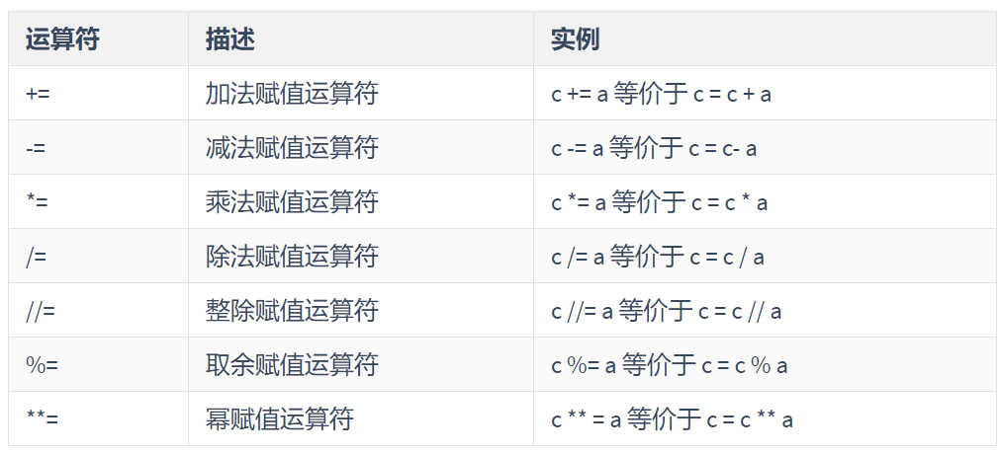 运算符 描述 实例
+= 加法赋值运算符 c += a 等价于 c = c + a
-= 减法赋值运算符 c -= a 等价于 c = c- a
*= 乘法赋值运算符 c *= a 等价于 c = c * a
/= 除法赋值运算符 c /= a 等价于 c = c / a
//= 整除赋值运算符 c //= a 等价于 c = c // a
%= 取余赋值运算符 c %= a 等价于 c = c % a
**= 幂赋值运算符 c ** = a 等价于 c = c ** a